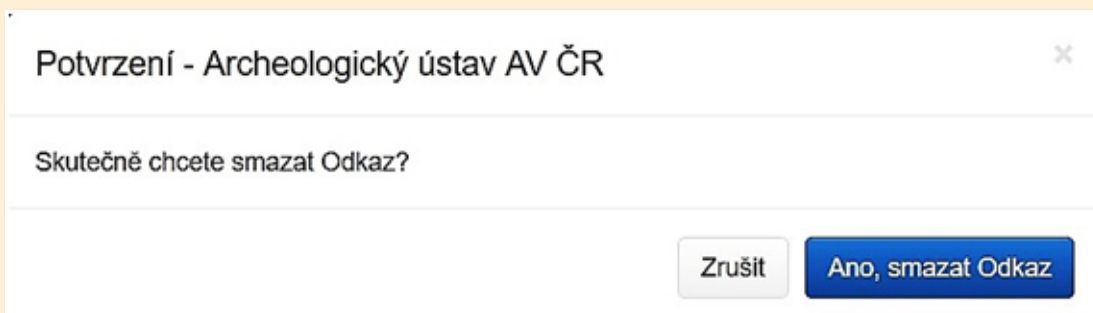 Potvrzení - Archeologický ústav AV ČR
×
Skutečně chcete smazat Odkaz?
Zrušit
Ano, smazat Odkaz